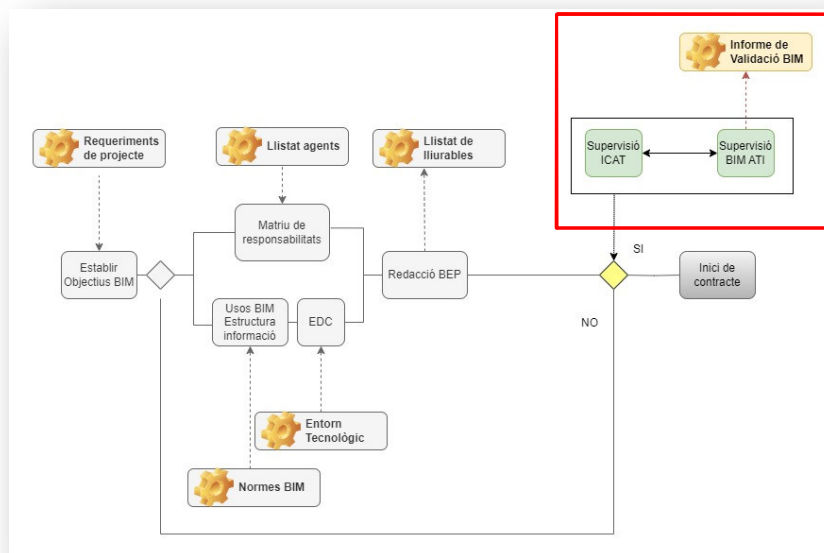 Informe de
Validació BIM
Requeriments
de projecte
Llistat agents
Llistat de
lliurables
Supervisió
ICAT
Supervisió
BIM ATI
Matriu de
responsabilitats
SI
Establir
Objectius BIM
Redacció BEP
Inici de
contracte
Usos BIM
Estructura
informació
EDC
NO
Entorn
Tecnològic
Normes BIM